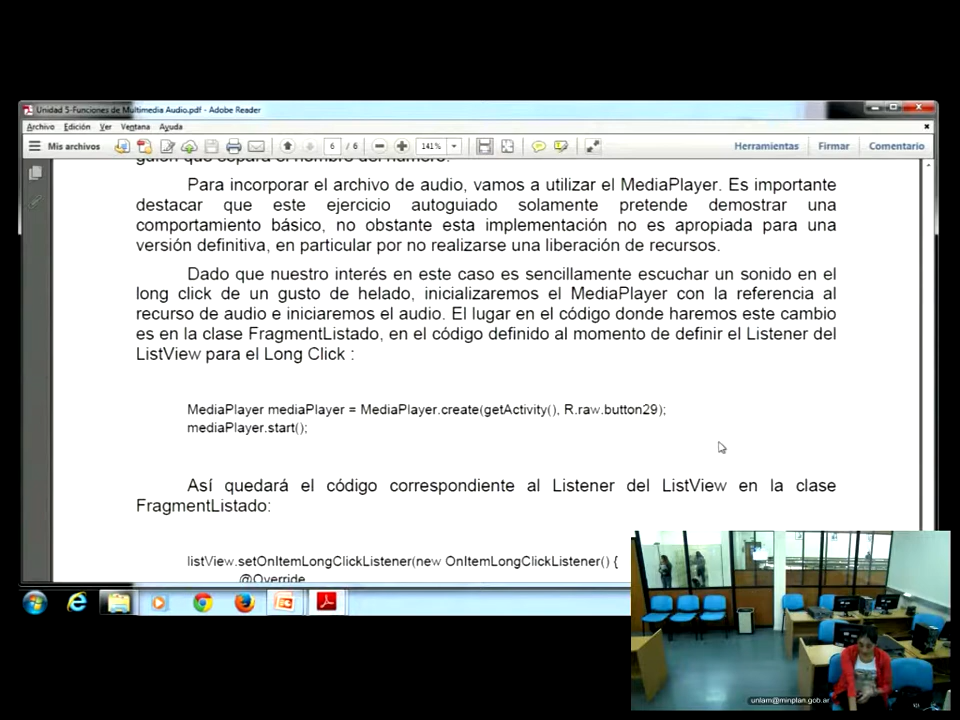 Unidad 5-Funciones de Multimedia Audio.pdf - Adobe Reader
Archivo Edición Ver Ventana Ayuda
Mis archivos 6 / 6 141% Herramientas Firmar Comentario
guión que separa el nombre del número.
Para incorporar el archivo de audio, vamos a utilizar el MediaPlayer. Es importante
destacar que este ejercicio autoguiado solamente pretende demostrar una
comportamiento básico, no obstante esta implementación no es apropiada para una
versión definitiva, en particular por no realizarse una liberación de recursos.
Dado que nuestro interés en este caso es sencillamente escuchar un sonido en el
long click de un gusto de helado, inicializaremos el MediaPlayer con la referencia al
recurso de audio e iniciaremos el audio. El lugar en el código donde haremos este cambio
es en la clase FragmentListado, en el código definido al momento de definir el Listener del
ListView para el Long Click :
MediaPlayer mediaPlayer = MediaPlayer.create(getActivity(), R.raw.button29);
mediaPlayer.start();
Así quedará el código correspondiente al Listener del ListView en la clase
FragmentListado:
listView.setOnItemLongClickListener(new OnItemLongClickListener() {
@Override
unlam@minplan.gob.ar